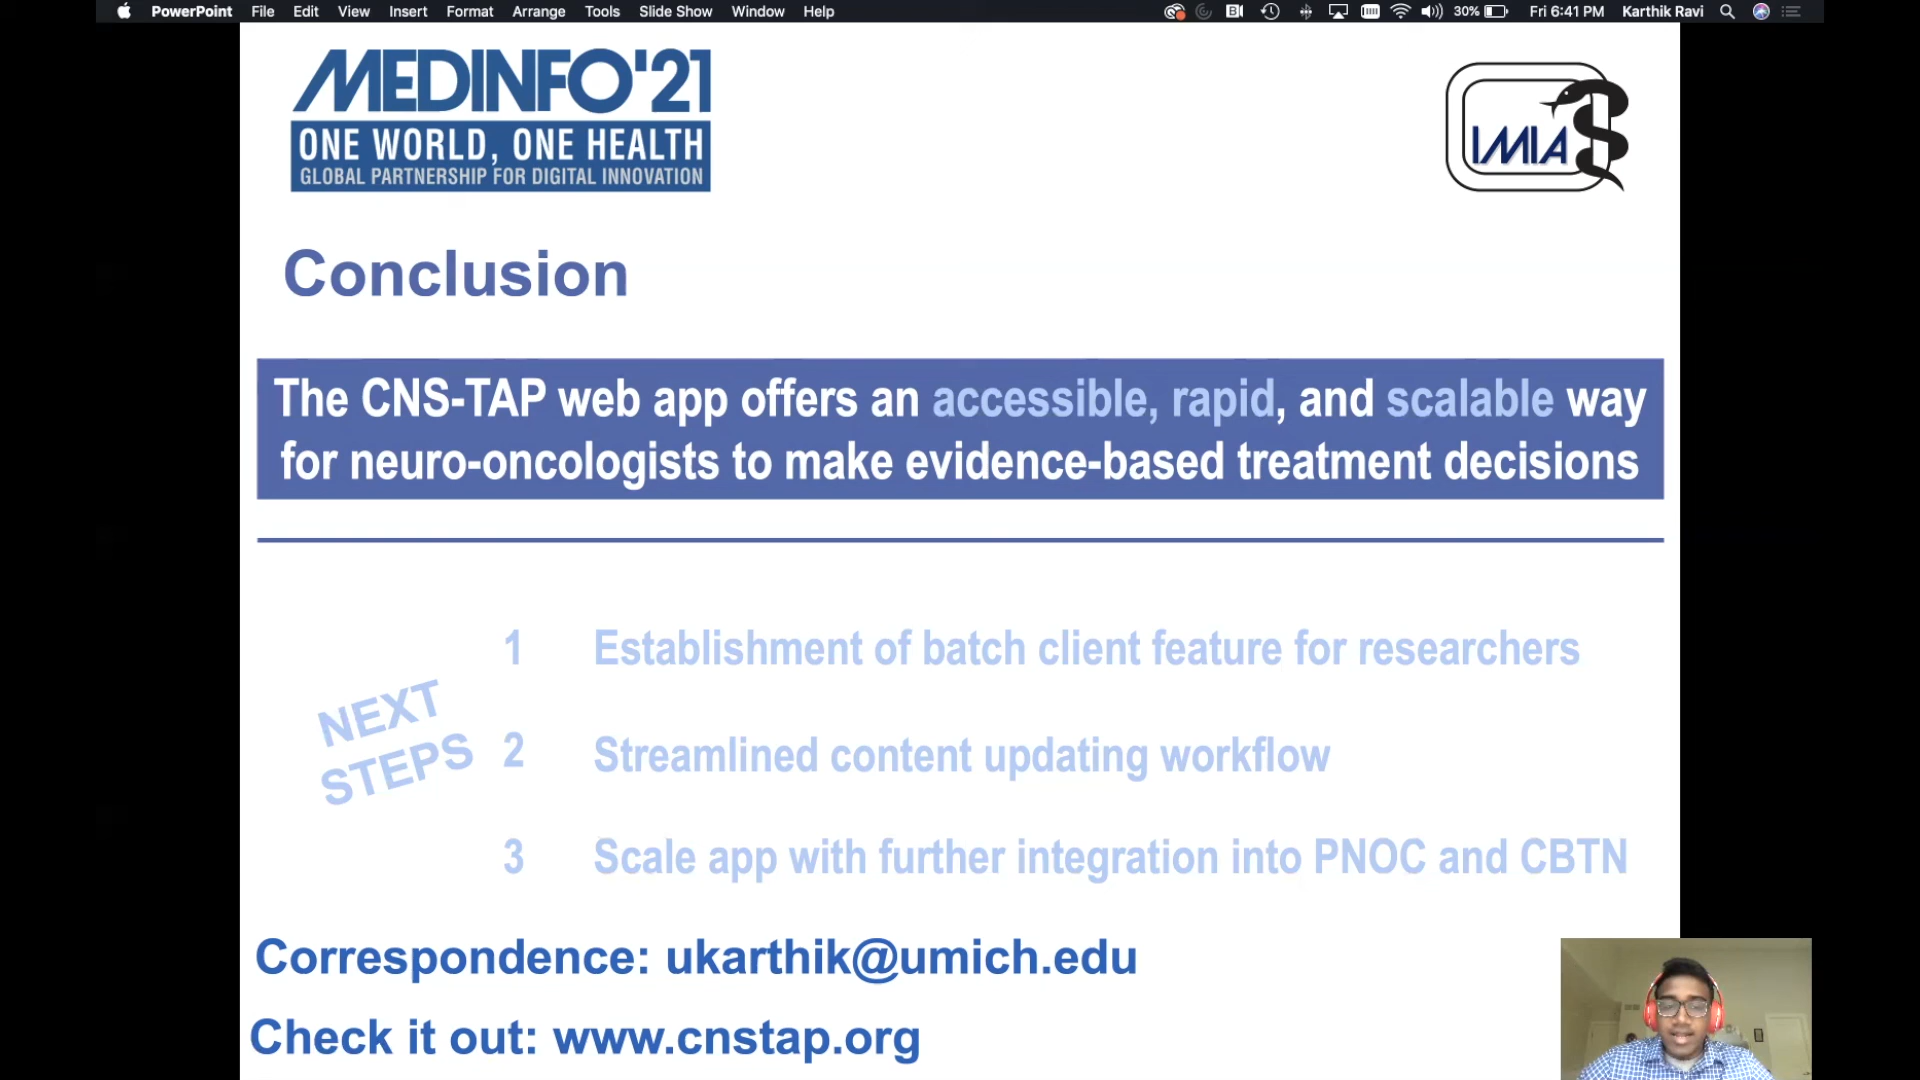 PowerPoint File Edit View Insert Format Arrange Tools Slide Show Window Help 30% Fri 6:41 PM Karthik Ravi
MEDINFO'21
ONE WORLD, ONE HEALTH
GLOBAL PARTNERSHIP FOR DIGITAL INNOVATION
IMIA
Conclusion
The CNS-TAP web app offers an accessible, rapid, and scalable way
for neuro-oncologists to make evidence-based treatment decisions
NEXT
STEPS
1 Establishment of batch client feature for researchers
2 Streamlined content updating workflow
3 Scale app with further integration into PNOC and CBTN
Correspondence: ukarthik@umich.edu
Check it out: www.cnstap.org